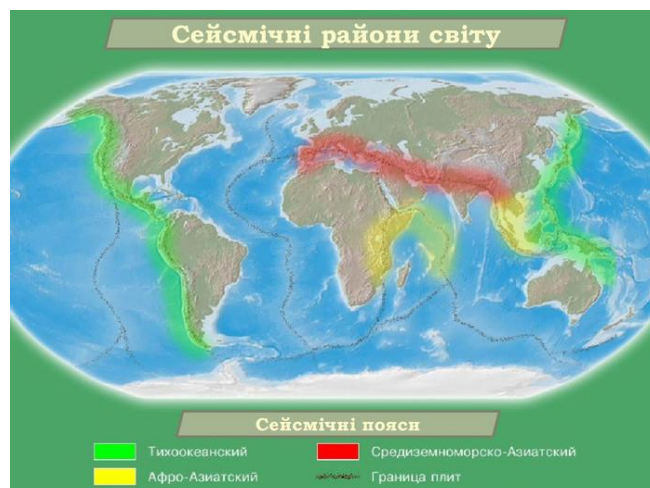 Сейсмічні райони світу
Сейсмічні пояси
Тихоокеанский
Средиземноморско-Азиатский
Афро-Азиатский
Граница плит